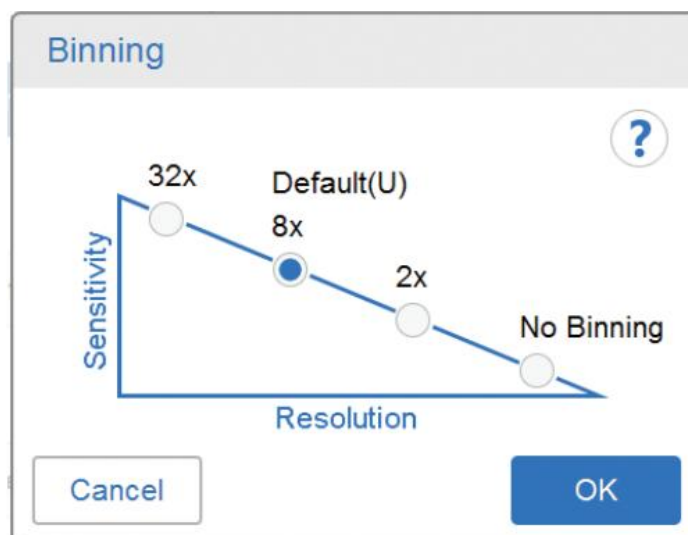 Binning
?
32x
Default(U)
8x
2x
No Binning
Sensitivity
Resolution
Cancel
OK